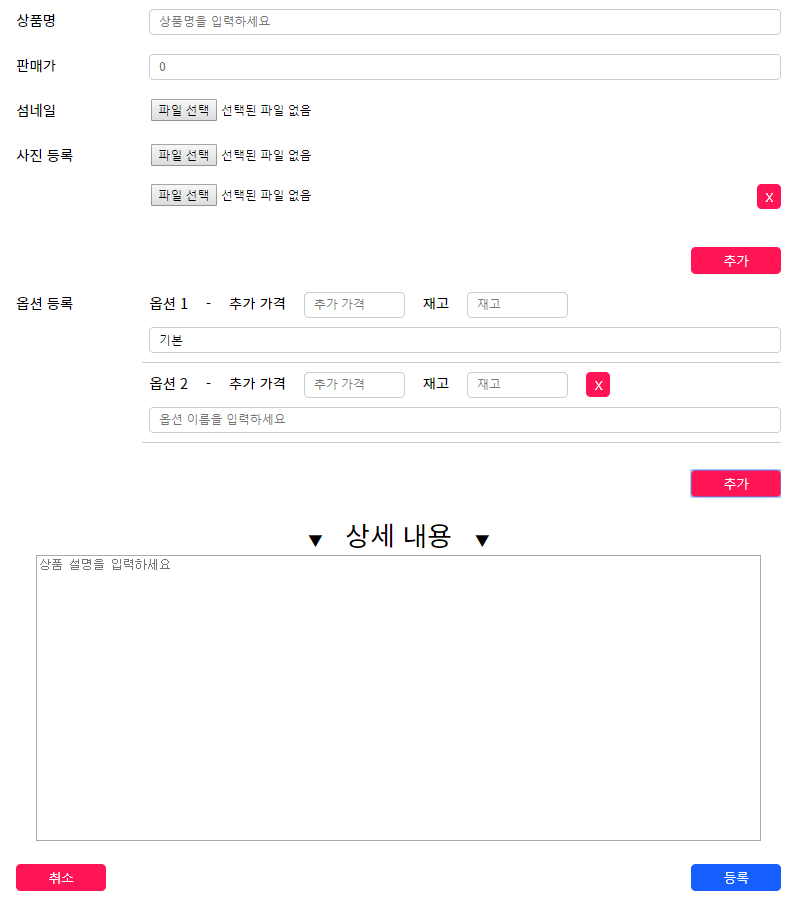 상품명 상품명을 입력하세요
판매가 0
섬네일 파일 선택 선택된 파일 없음
사진 등록 파일 선택 선택된 파일 없음
파일 선택 선택된 파일 없음 X
추가
옵션 등록 옵션 1 - 추가 가격 추가 가격 재고 재고
기본
옵션 2 - 추가 가격 추가 가격 재고 재고 X
옵션 이름을 입력하세요
추가
▼ 상세 내용 ▼
상품 설명을 입력하세요
취소 등록